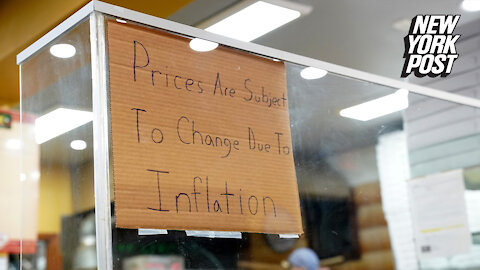 NEW
YORK
POST
Prices Are Subject
To Change Due To
Inflation